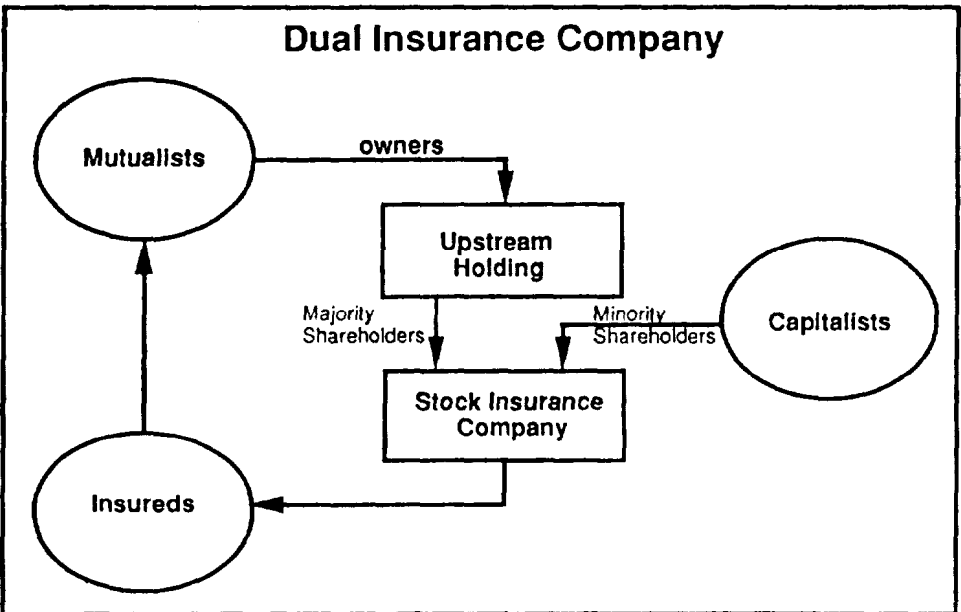 Dual Insurance Company
Mutualists
owners
Upstream
Holding
Majority
Shareholders
Minority
Shareholders
Capitalists
Stock Insurance
Company
Insureds